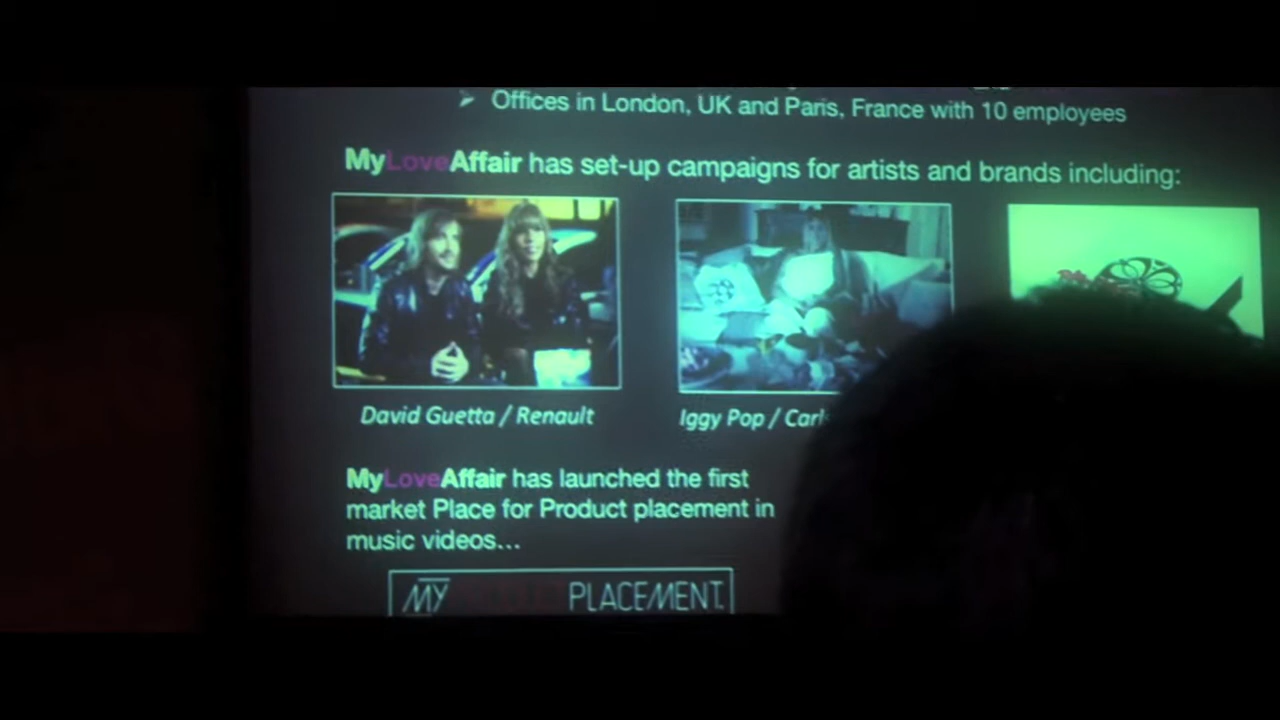 ➤ Offices in London, UK and Paris, France with 10 employees
MyLoveAffair has set-up campaigns for artists and brands including:
David Guetta / Renault
Iggy Pop /
MyLoveAffair has launched the first
market Place for Product placement in
music videos...
MY PLACEMENT.